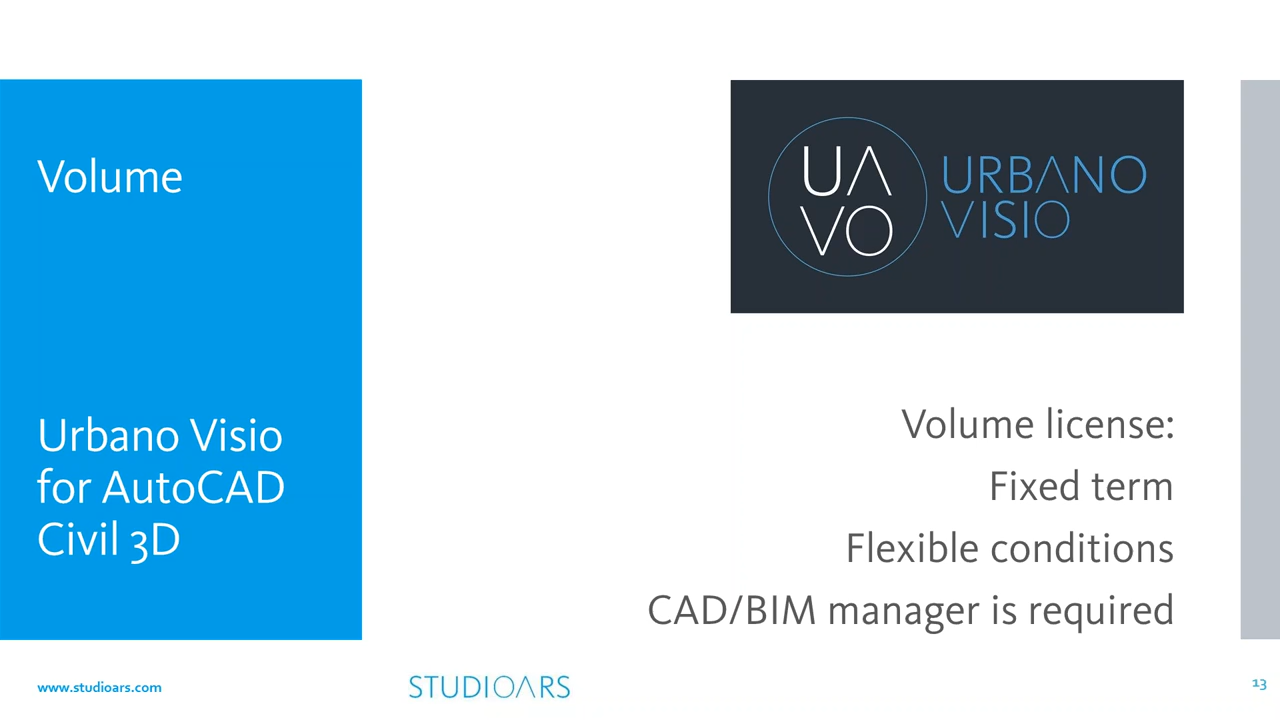 Volume
Urbano Visio
for AutoCAD
Civil 3D
UA
VO
URBANO
VISIO
Volume license:
Fixed term
Flexible conditions
CAD/BIM manager is required
www.studioars.com
STUDIOARS
13